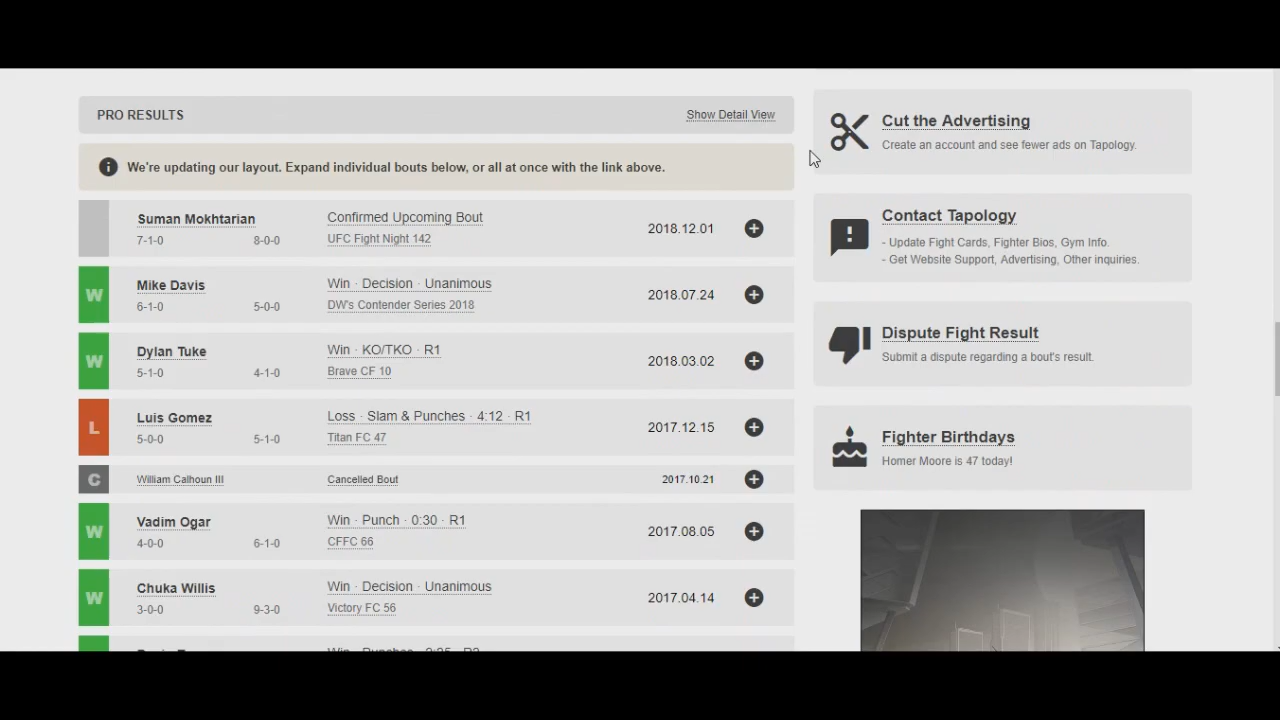 PRO RESULTS
Show Detail View
We're updating our layout. Expand individual bouts below, or all at once with the link above.
Suman Mokhtarian
7-1-0 8-0-0
Confirmed Upcoming Bout
UFC Fight Night 142
2018.12.01
W
Mike Davis
6-1-0 5-0-0
Win · Decision · Unanimous
DW's Contender Series 2018
2018.07.24
W
Dylan Tuke
5-1-0 4-1-0
Win · KO/TKO · R1
Brave CF 10
2018.03.02
L
Luis Gomez
5-0-0 5-1-0
Loss · Slam & Punches · 4:12 · R1
Titan FC 47
2017.12.15
C
William Calhoun III
Cancelled Bout
2017.10.21
W
Vadim Ogar
4-0-0 6-1-0
Win · Punch · 0:30 · R1
CFFC 66
2017.08.05
W
Chuka Willis
3-0-0 9-3-0
Win · Decision · Unanimous
Victory FC 56
2017.04.14
Cut the Advertising
Create an account and see fewer ads on Tapology.
Contact Tapology
- Update Fight Cards, Fighter Bios, Gym Info.
- Get Website Support, Advertising, Other inquiries.
Dispute Fight Result
Submit a dispute regarding a bout's result.
Fighter Birthdays
Homer Moore is 47 today!